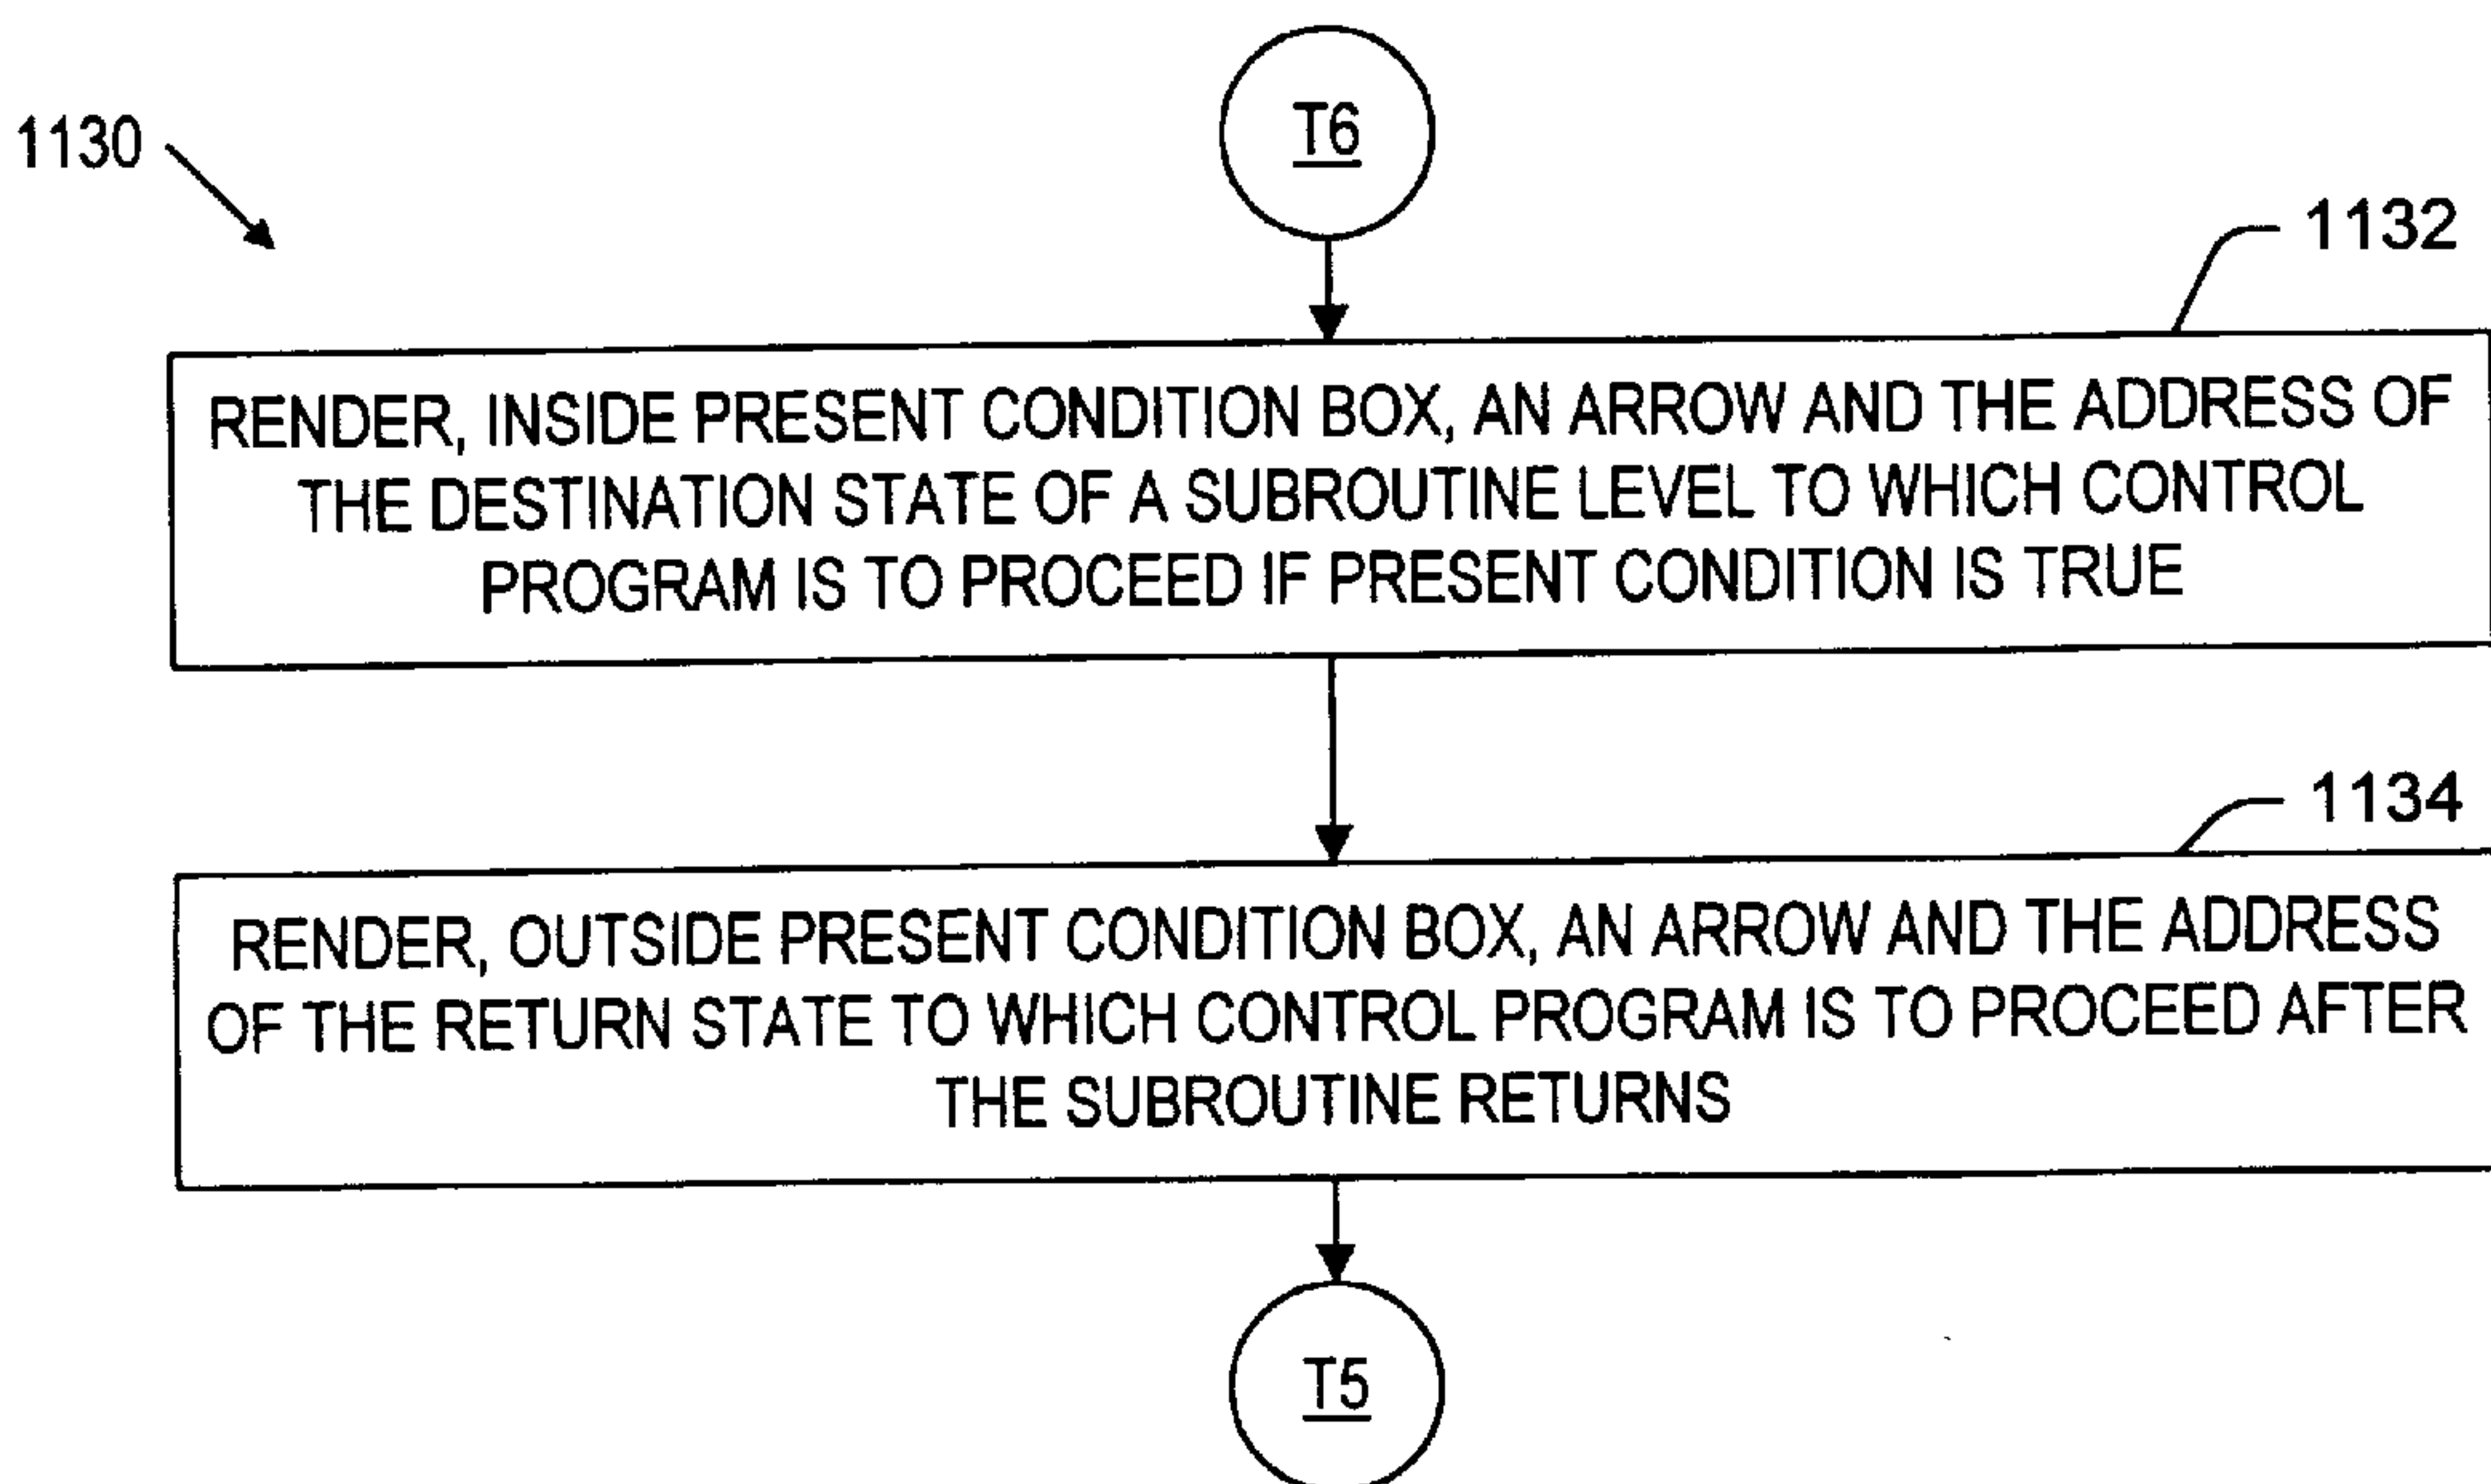 T6
1130
1132
RENDER, INSIDE PRESENT CONDITION BOX, AN ARROW AND THE ADDRESS OF
THE DESTINATION STATE OF A SUBROUTINE LEVEL TO WHICH CONTROL
PROGRAM IS TO PROCEED IF PRESENT CONDITION IS TRUE
1134
RENDER, OUTSIDE PRESENT CONDITION BOX, AN ARROW AND THE ADDRESS
OF THE RETURN STATE TO WHICH CONTROL PROGRAM IS TO PROCEED AFTER
THE SUBROUTINE RETURNS
T5